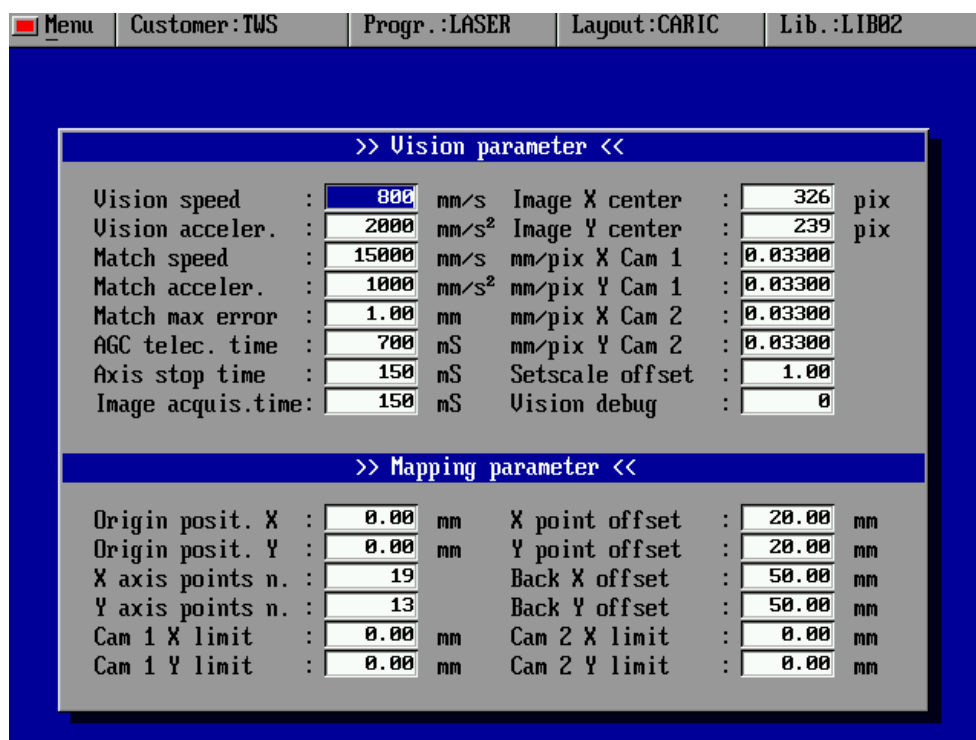 Menu Customer:TWS Progr.:LASER Layout:CARIC Lib.:LIB02
>> Vision parameter <<
Vision speed : 800 mm/s Image X center : 326 pix
Vision acceler. : 2000 mm/s² Image Y center : 239 pix
Match speed : 15000 mm/s mm/pix X Cam 1 : 0.03300
Match acceler. : 1000 mm/s² mm/pix Y Cam 1 : 0.03300
Match max error : 1.00 mm mm/pix X Cam 2 : 0.03300
AGC telec. time : 700 mS mm/pix Y Cam 2 : 0.03300
Axis stop time : 150 mS Setscale offset : 1.00
Image acquis.time: 150 mS Vision debug : 0
>> Mapping parameter <<
Origin posit. X : 0.00 mm X point offset : 20.00 mm
Origin posit. Y : 0.00 mm Y point offset : 20.00 mm
X axis points n. : 19 Back X offset : 50.00 mm
Y axis points n. : 13 Back Y offset : 50.00 mm
Cam 1 X limit : 0.00 mm Cam 2 X limit : 0.00 mm
Cam 1 Y limit : 0.00 mm Cam 2 Y limit : 0.00 mm